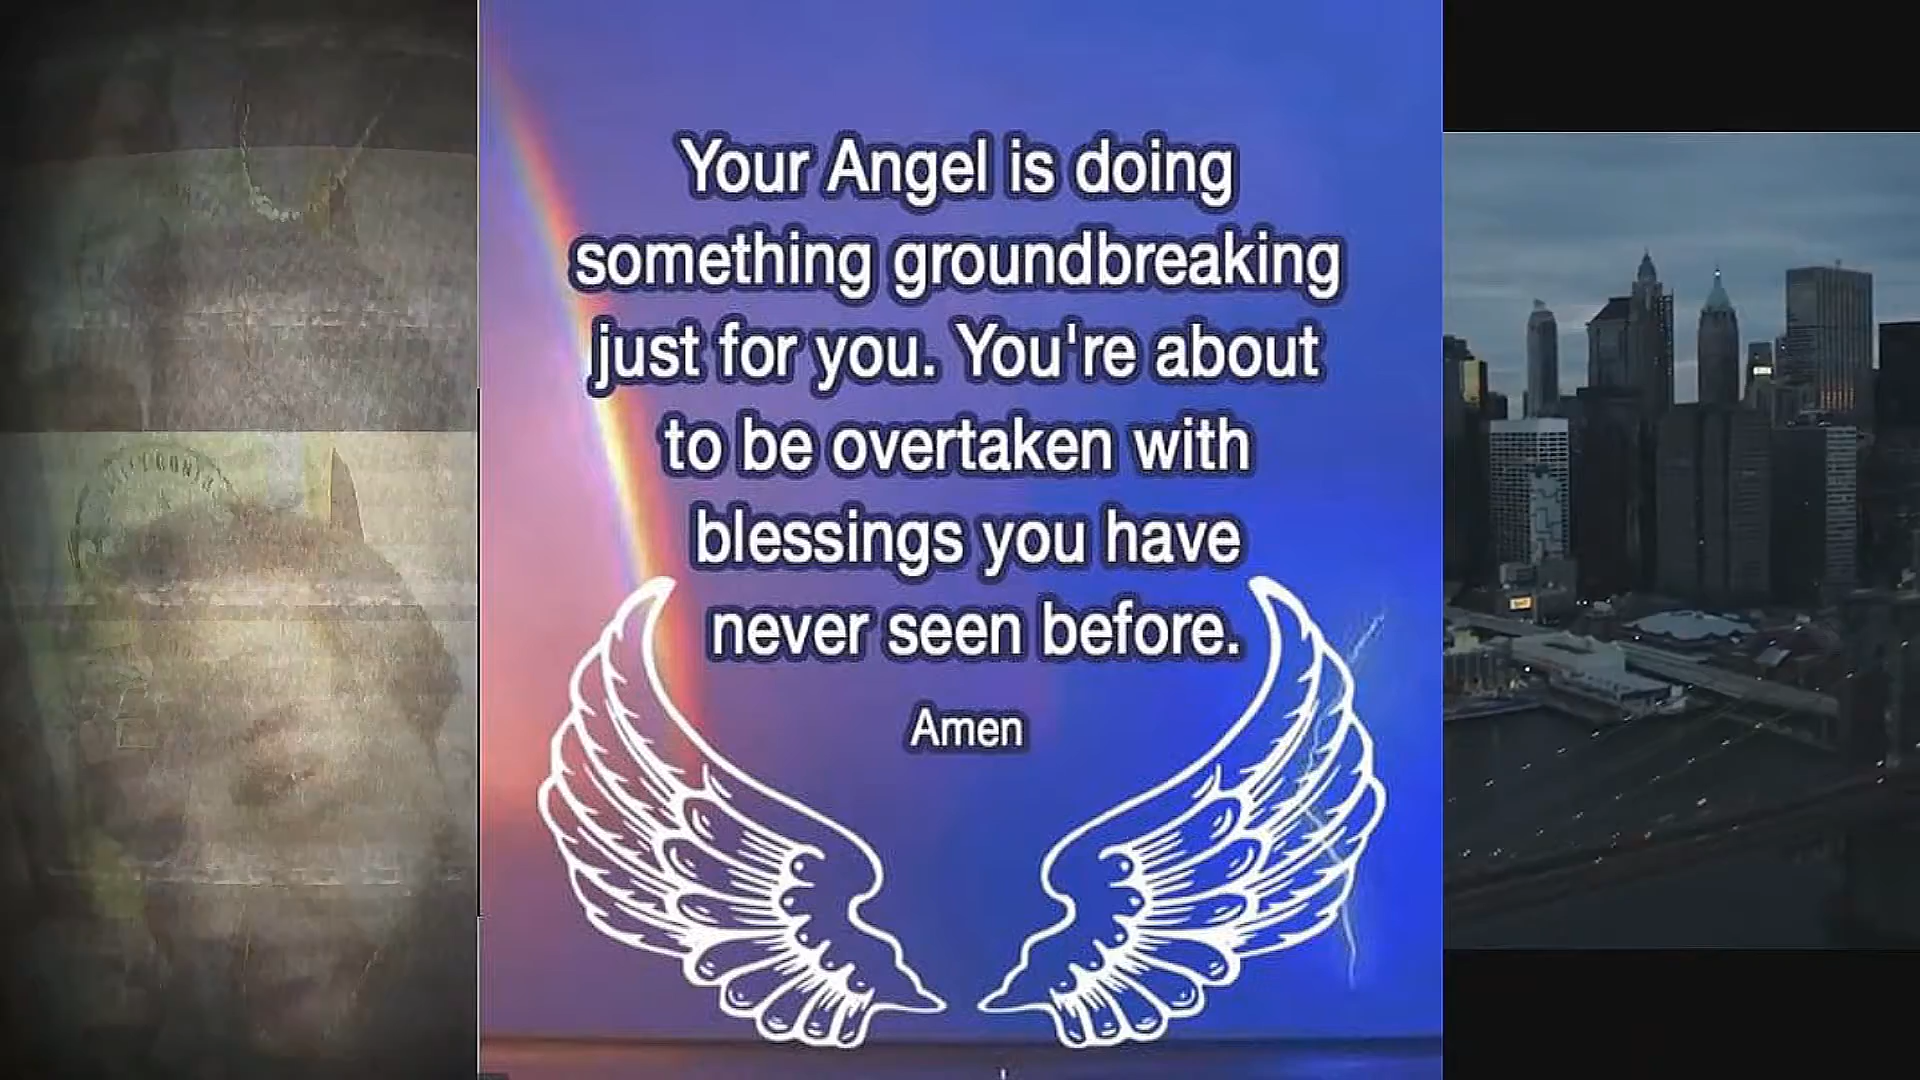 Your Angel is doing
something groundbreaking
just for you. You're about
to be overtaken with
blessings you have
never seen before.
Amen